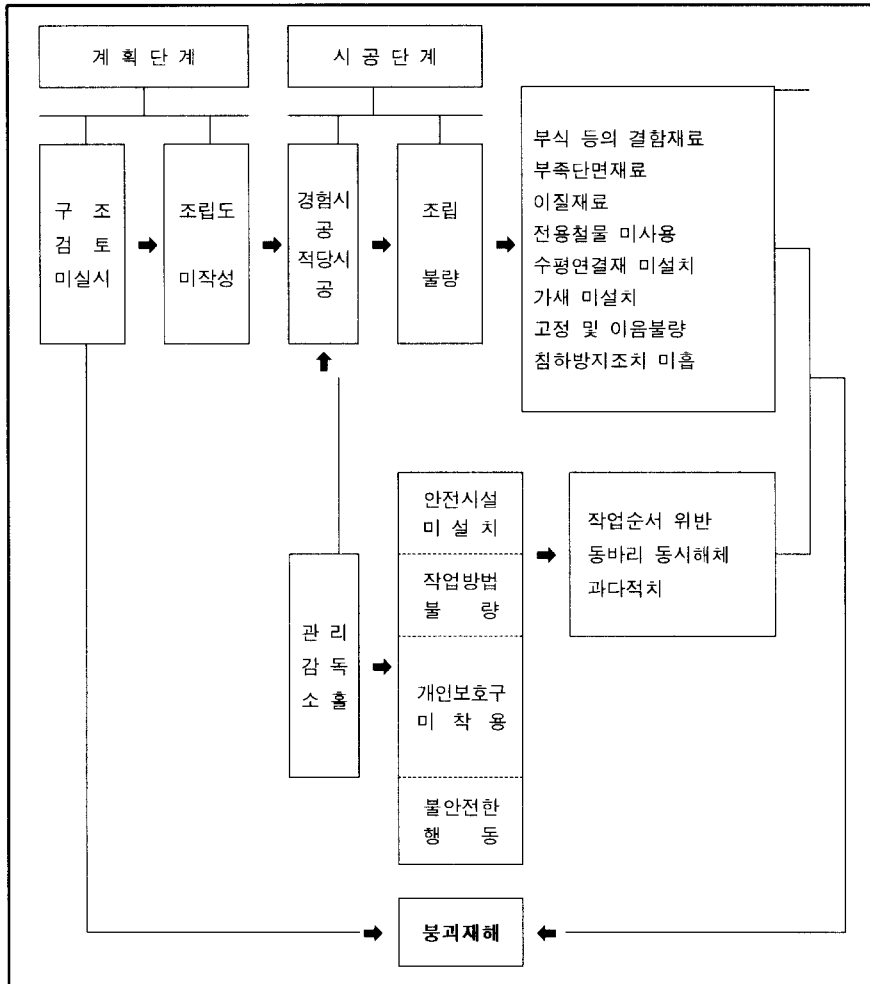 계 획 단 계
시 공 단 계
구 조
검 토
미실시
조립도
미작성
경험시
공
적당시
공
조립
불량
부식 등의 결함재료
부족단면재료
이질재료
전용철물 미사용
수평연결재 미설치
가새 미설치
고정 및 이음불량
침하방지조치 미흡
관 리
감 독
소 홀
안전시설
미 설 치
작업방법
불 량
개인보호구
미 착 용
불안전한
행 동
작업순서 위반
동바리 동시해체
과다적치
붕괴재해